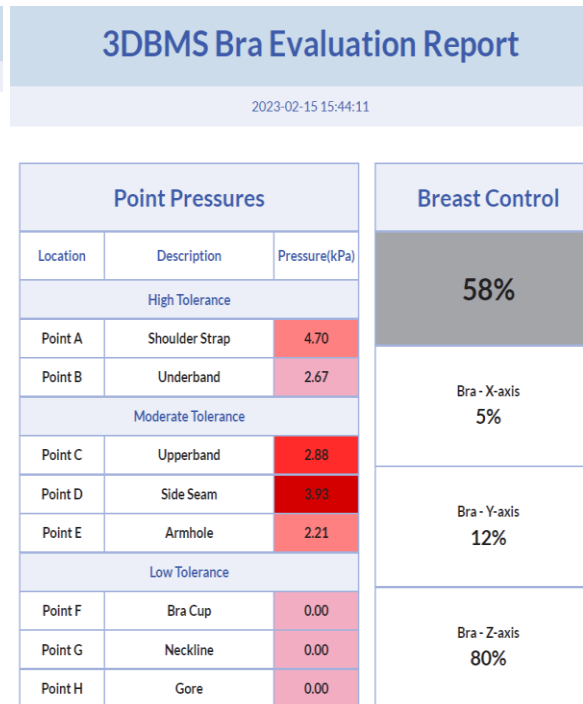 3DBMS Bra Evaluation Report
2023-02-15 15:44:11
Point Pressures
Location Description Pressure(kPa)
High Tolerance
Point A Shoulder Strap 4.70
Point B Underband 2.67
Moderate Tolerance
Point C Upperband 2.88
Point D Side Seam 3.93
Point E Armhole 2.21
Low Tolerance
Point F Bra Cup 0.00
Point G Neckline 0.00
Point H Gore 0.00
Breast Control
58%
Bra - X-axis
5%
Bra - Y-axis
12%
Bra - Z-axis
80%